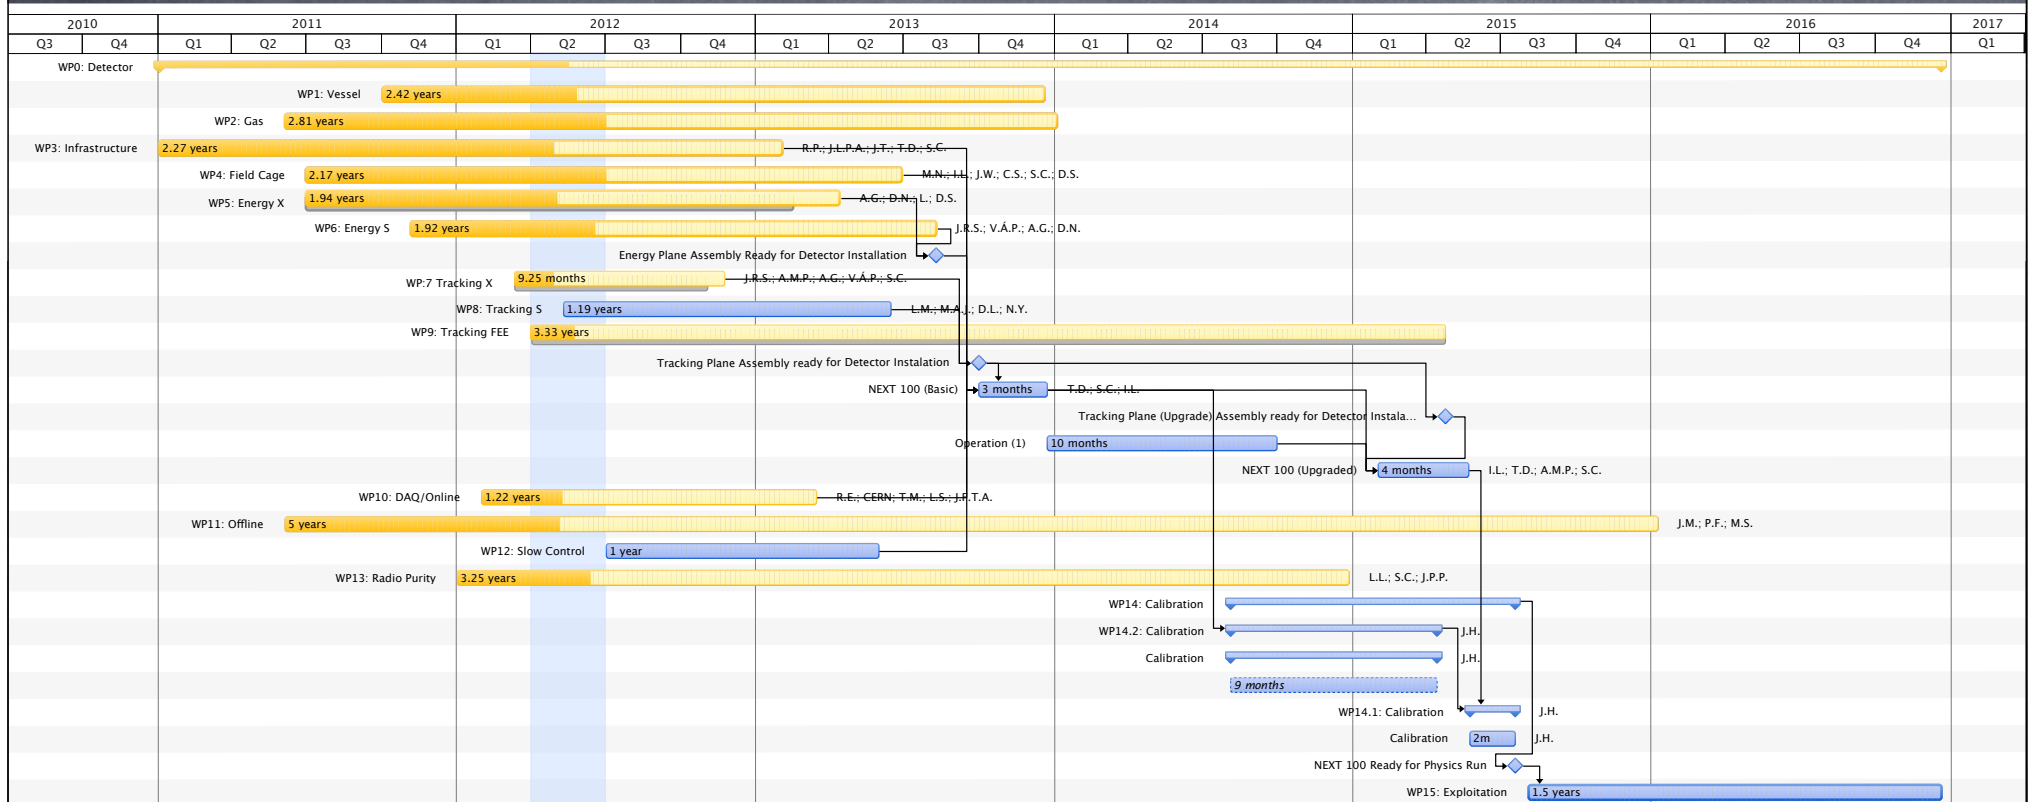 2010 2011 2012 2013 2014 2015 2016 2017
Q3 Q4 Q1 Q2 Q3 Q4 Q1 Q2 Q3 Q4 Q1 Q2 Q3 Q4 Q1 Q2 Q3 Q4 Q1 Q2 Q3 Q4 Q1 Q2 Q3 Q4 Q1
WP0: Detector
WP1: Vessel 2.42 years
WP2: Gas 2.81 years
WP3: Infrastructure 2.27 years R.P.; J.L.P.A.; J.T.; T.D.; S.C.
WP4: Field Cage 2.17 years M.N.; I.L.; J.W.; C.S.; S.C.; D.S.
WP5: Energy X 1.94 years A.G.; D.N.; L.; D.S.
WP6: Energy S 1.92 years J.R.S.; V.Á.P.; A.G.; D.N.
Energy Plane Assembly Ready for Detector Installation
WP:7 Tracking X 9.25 months J.R.S.; A.M.P.; A.G.; V.Á.P.; S.C.
WP8: Tracking S 1.19 years L.M.; M.A.J.; D.L.; N.Y.
WP9: Tracking FEE 3.33 years
Tracking Plane Assembly ready for Detector Instalation
NEXT 100 (Basic) 3 months T.D.; S.C.; I.L.
Tracking Plane (Upgrade) Assembly ready for Detector Instala...
Operation (1) 10 months
NEXT 100 (Upgraded) 4 months I.L.; T.D.; A.M.P.; S.C.
WP10: DAQ/Online 1.22 years R.E.; CERN; T.M.; L.S.; J.F.T.A.
WP11: Offline 5 years J.M.; P.F.; M.S.
WP12: Slow Control 1 year
WP13: Radio Purity 3.25 years L.L.; S.C.; J.P.P.
WP14: Calibration
WP14.2: Calibration J.H.
Calibration J.H.
9 months
WP14.1: Calibration J.H.
Calibration 2m J.H.
NEXT 100 Ready for Physics Run
WP15: Exploitation 1.5 years